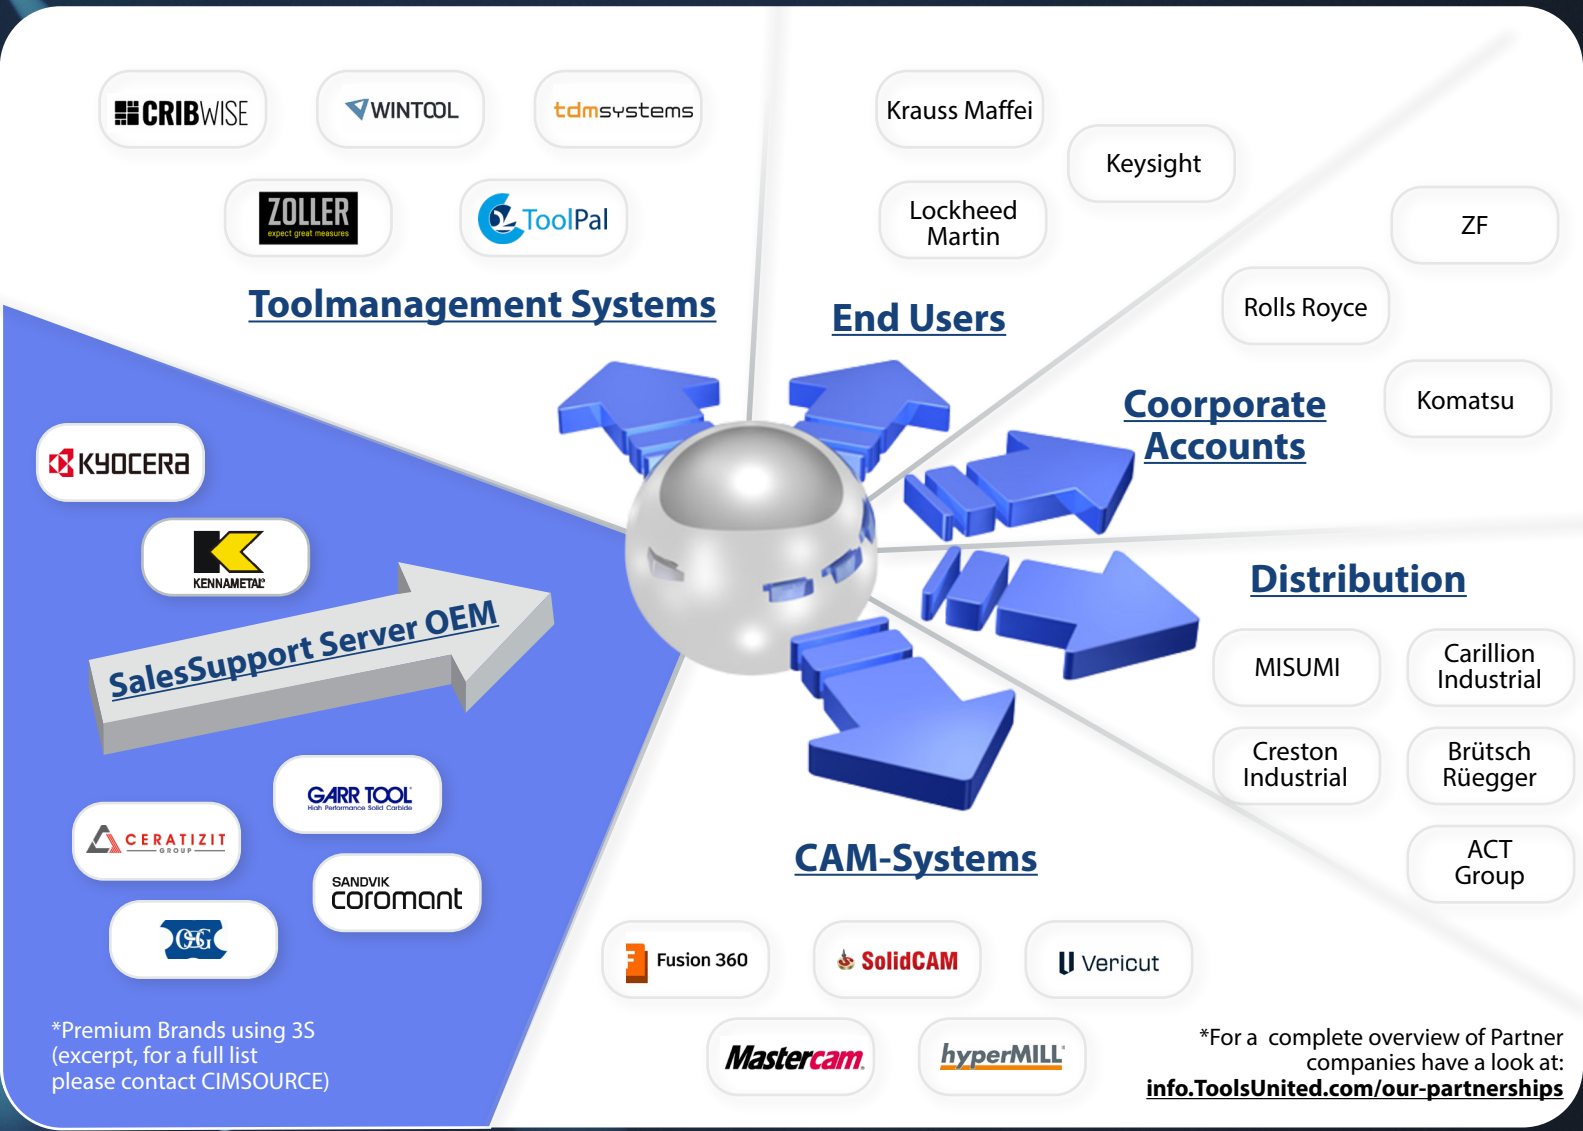 CRIBWISE
WINTOOL
tdmsystems
ZOLLER
expect great measures
ToolPal
Toolmanagement Systems
Krauss Maffei
Keysight
Lockheed
Martin
End Users
ZF
Rolls Royce
Komatsu
Coorporate
Accounts
Distribution
MISUMI
Carillion
Industrial
Creston
Industrial
Brütsch
Rüegger
ACT
Group
KYOCERA
KENNAMETAL®
SalesSupport Server OEM
GARR TOOL®
High Performance Solid Carbide
CERATIZIT
GROUP
SANDVIK
coromant
OSG
*Premium Brands using 3S
(excerpt, for a full list
please contact CIMSOURCE)
CAM-Systems
F Fusion 360
SolidCAM
Vericut
Mastercam.
hyperMILL®
*For a  complete overview of Partner
companies have a look at:
info.ToolsUnited.com/our-partnerships